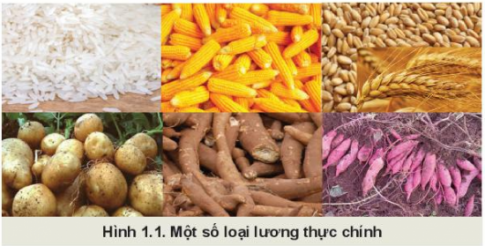 Hình 1.1. Một số loại lương thực chính